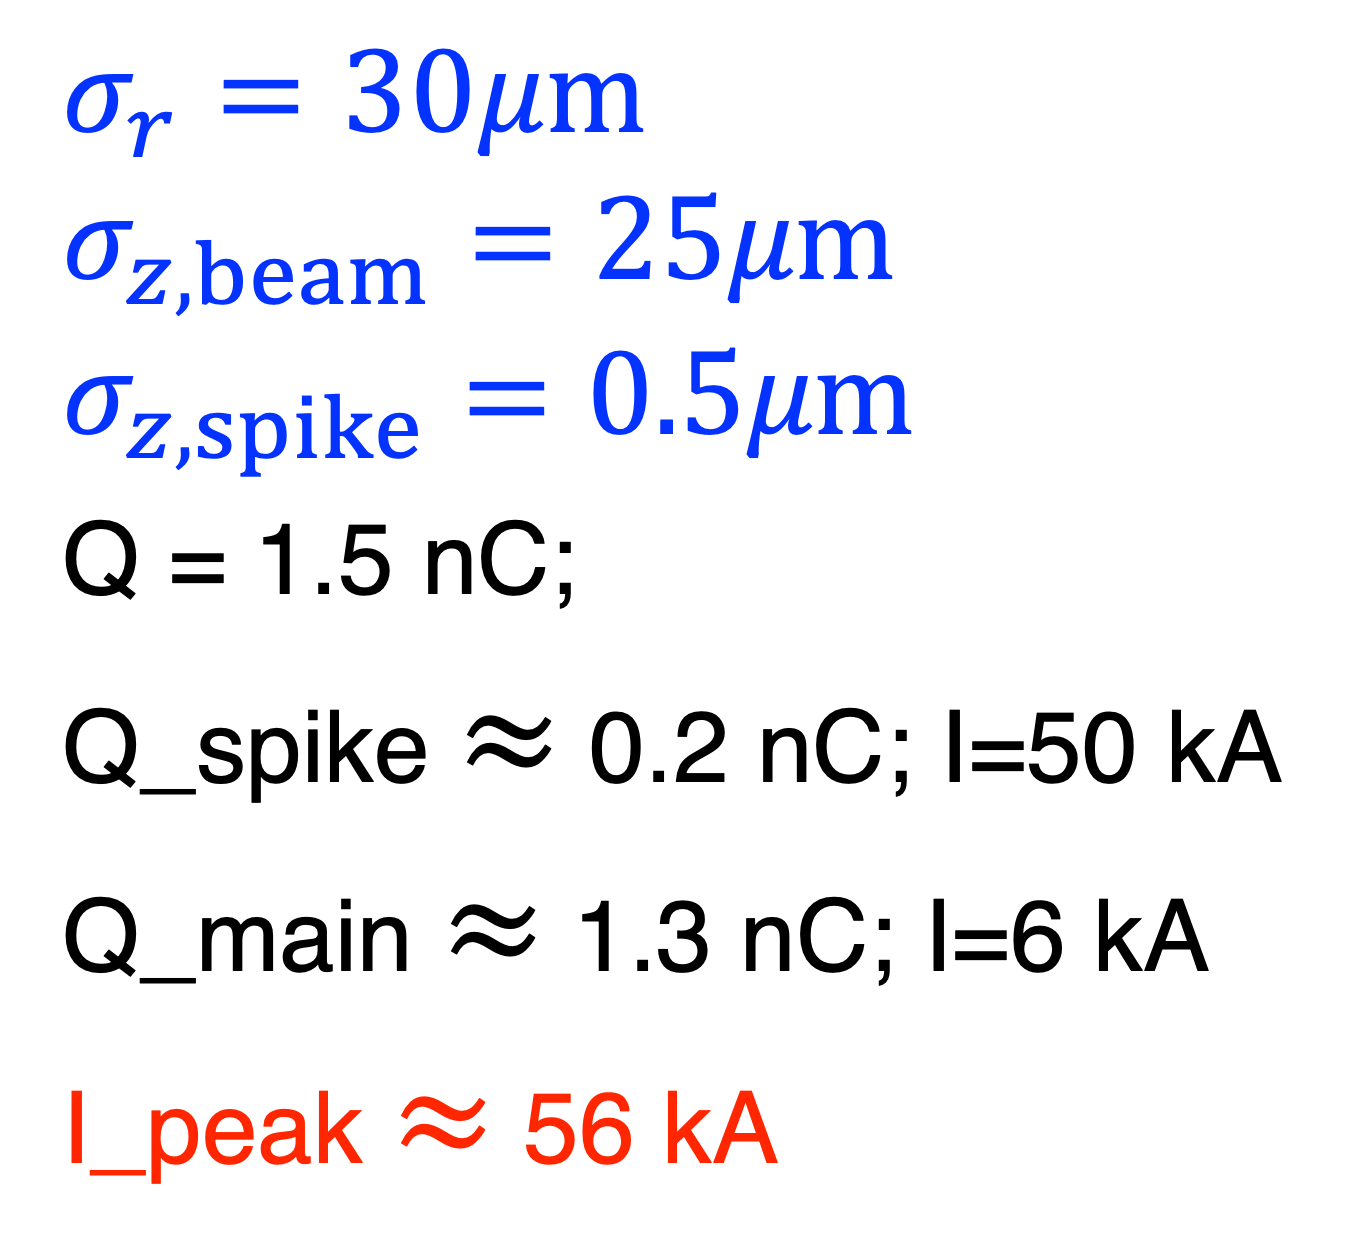 σ_r = 30μm
σ_z,beam = 25μm
σ_z,spike = 0.5μm
Q = 1.5 nC;
Q_spike ≈ 0.2 nC; I=50 kA
Q_main ≈ 1.3 nC; I=6 kA
I_peak ≈ 56 kA